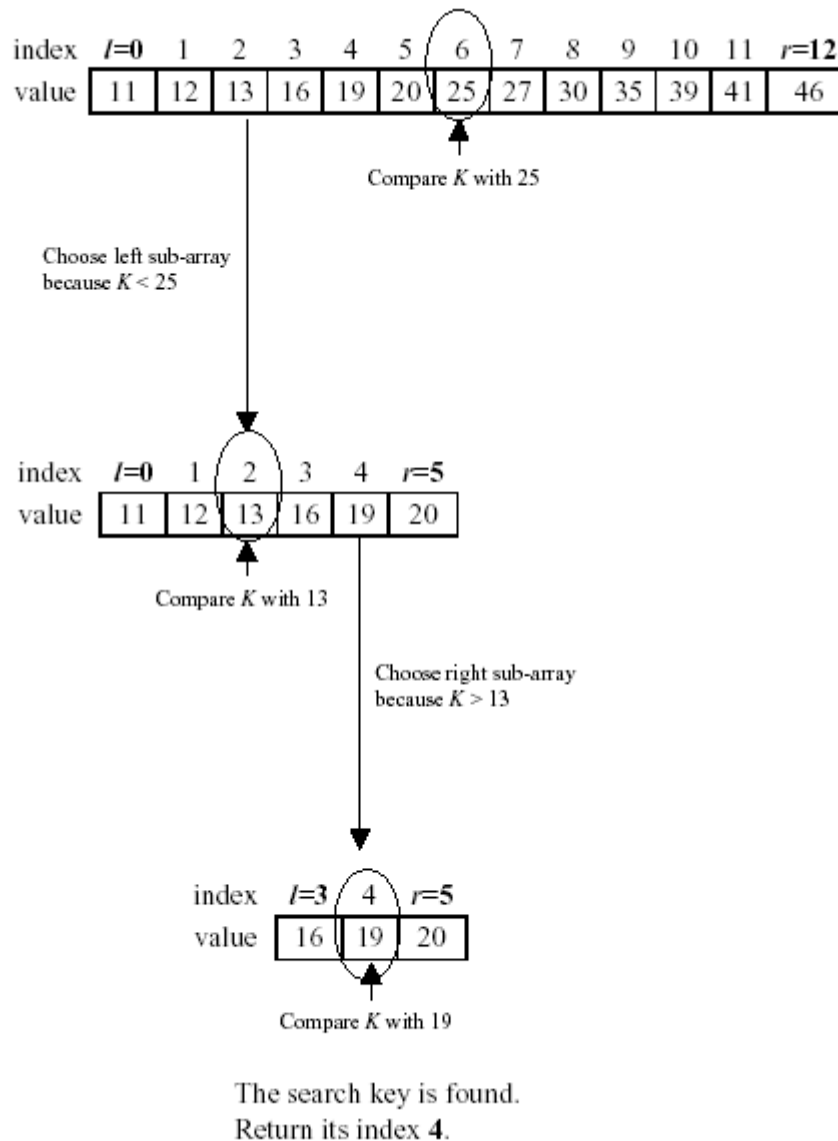 index l=0 1 2 3 4 5 6 7 8 9 10 11 r=12
value 11 12 13 16 19 20 25 27 30 35 39 41 46
Compare K with 25
Choose left sub-array
because K < 25
index l=0 1 2 3 4 r=5
value 11 12 13 16 19 20
Compare K with 13
Choose right sub-array
because K > 13
index l=3 4 r=5
value 16 19 20
Compare K with 19
The search key is found.
Return its index 4.